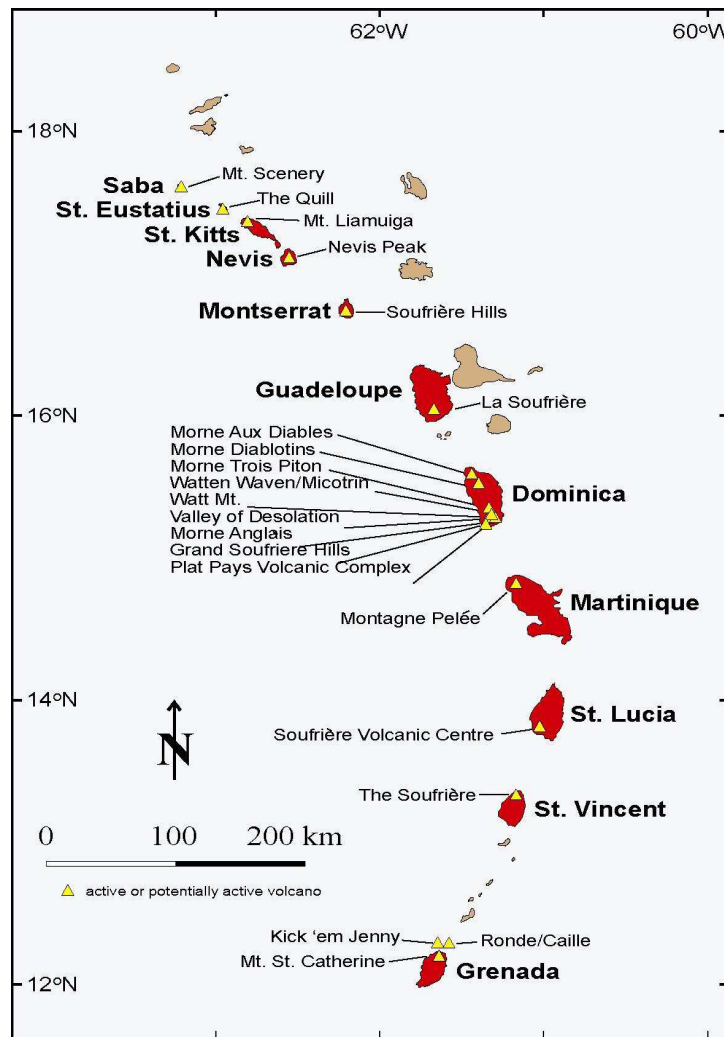 62°W
60°W
18°N
Mt. Scenery
Saba
The Quill
St. Eustatius
Mt. Liamuiga
St. Kitts
Nevis Peak
Nevis
Montserrat
Soufrière Hills
Guadeloupe
La Soufrière
16°N
Morne Aux Diables
Morne Diablotins
Morne Trois Piton
Watten Waven/Micotrin
Dominica
Watt Mt.
Valley of Desolation
Morne Anglais
Grand Soufriere Hills
Plat Pays Volcanic Complex
Martinique
Montagne Pelée
14°N
St. Lucia
Soufrière Volcanic Centre
N
The Soufrière
St. Vincent
0 100 200 km
active or potentially active volcano
Kick ‘em Jenny
Ronde/Caille
Mt. St. Catherine
Grenada
12°N